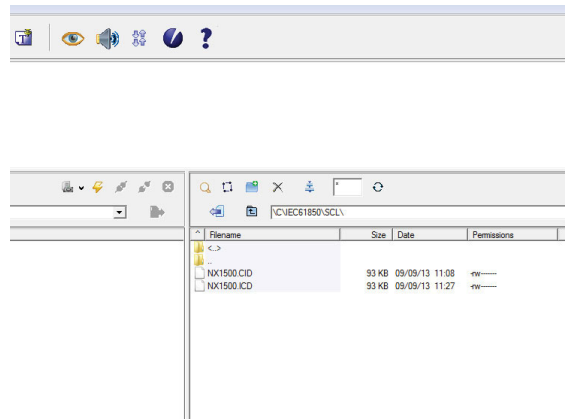 ?
*
\C\IEC61850\SCL\
^ Filename Size Date Permissions
<..>
..
NX1500.CID 93 KB 09/09/13 11:08 -rw-------
NX1500.ICD 93 KB 09/09/13 11:27 -rw-------